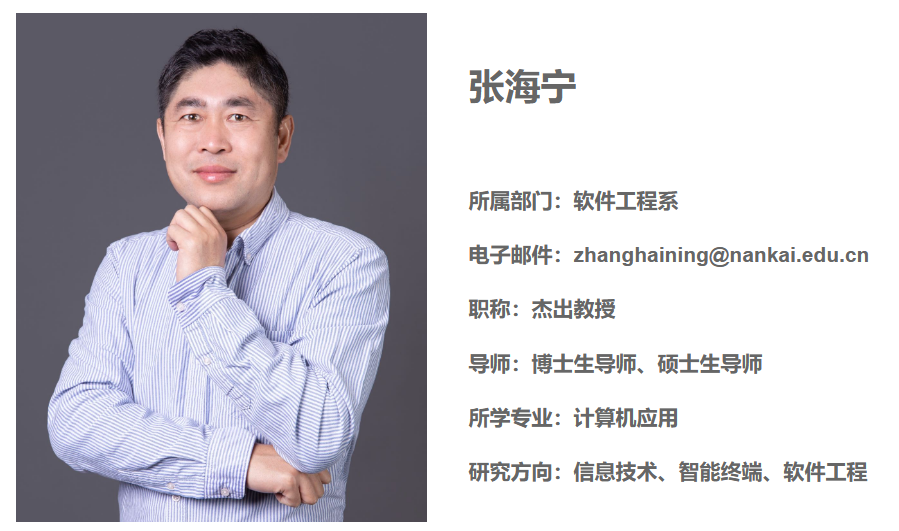 张海宁
所属部门：软件工程系
电子邮件：zhanghaining@nankai.edu.cn
职称：杰出教授
导师：博士生导师、硕士生导师
所学专业：计算机应用
研究方向：信息技术、智能终端、软件工程